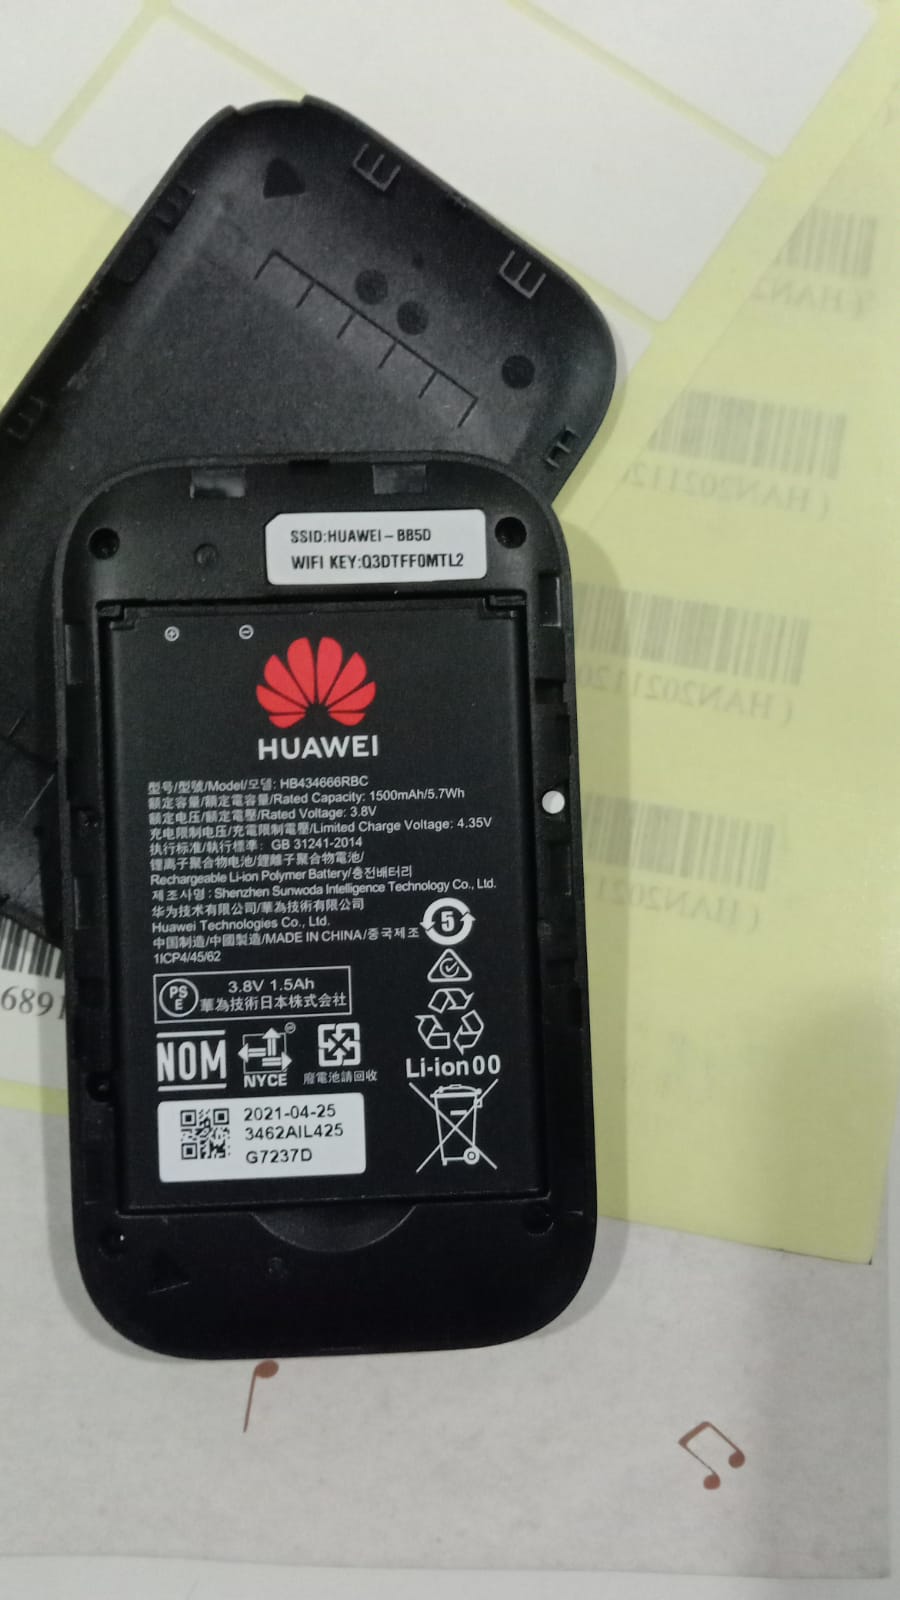 SSID:HUAWEI-BB5D
WIFI KEY:Q3DTFF0MTL2
HUAWEI
型号/型號/Model/모델: HB434666RBC
额定容量/額定電容量/Rated Capacity: 1500mAh/5.7Wh
额定电压/額定電壓/Rated Voltage: 3.8V
充电限制电压/充電限制電壓/Limited Charge Voltage: 4.35V
执行标准/執行標準: GB 31241-2014
锂离子聚合物电池/鋰離子聚合物電池/
Rechargeable Li-ion Polymer Battery/충전배터리
제조사명: Shenzhen Sunwoda Intelligence Technology Co., Ltd.
华为技术有限公司/華為技術有限公司
Huawei Technologies Co., Ltd.
中国制造/中國製造/MADE IN CHINA/중국제조
1ICP4/45/62
5
PSE
3.8V 1.5Ah
華為技術日本株式会社
NOM
NYCE
廢電池請回收
Li-ion 00
2021-04-25
3462AIL425
G7237D
6891